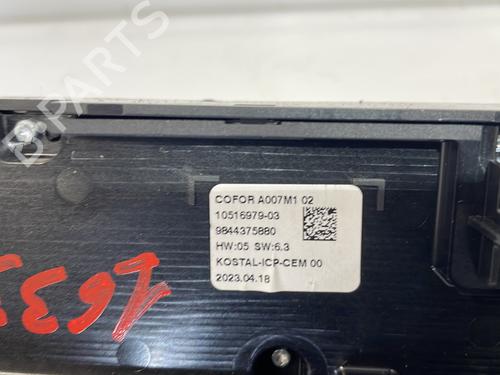 B-PARTS
COFOR A007M1 02
10516979-03
9844375880
HW:05 SW:6.3
KOSTAL-ICP-CEM 00
2023.04.18